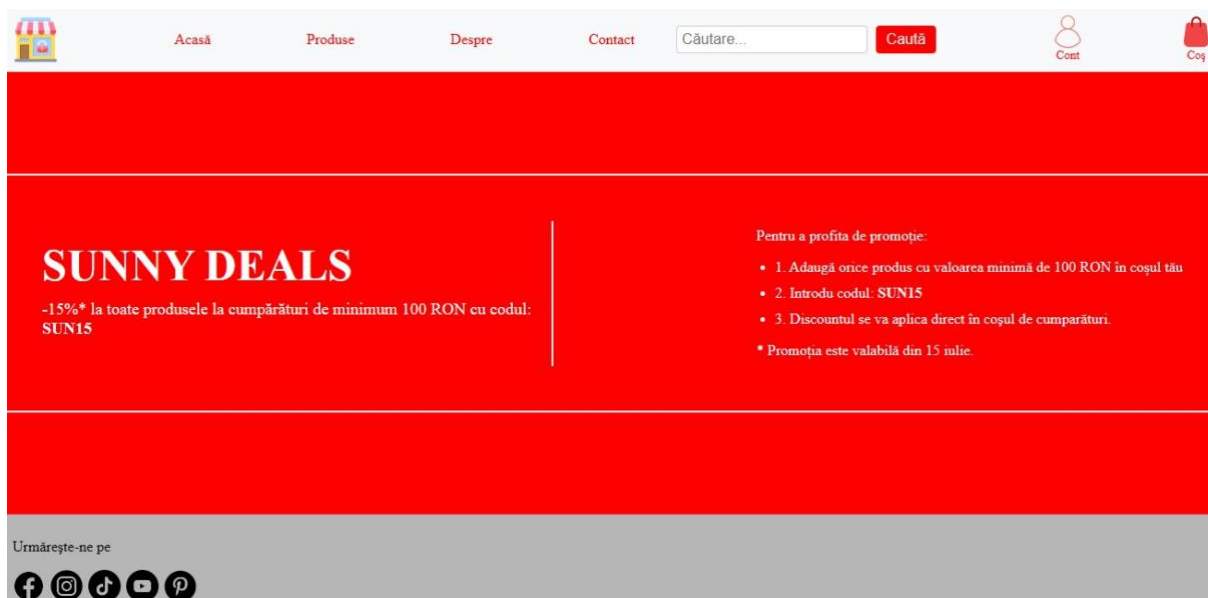 Acasă
Produse
Despre
Contact
Căutare...
Caută
Cont
Coş
SUNNY DEALS
-15%* la toate produsele la cumpărături de minimum 100 RON cu codul:
SUN15
Pentru a profita de promoție:
• 1. Adaugă orice produs cu valoarea minimă de 100 RON în coșul tău
• 2. Introdu codul: SUN15
• 3. Discountul se va aplica direct în coșul de cumparături.
* Promoția este valabilă din 15 iulie.
Urmărește-ne pe